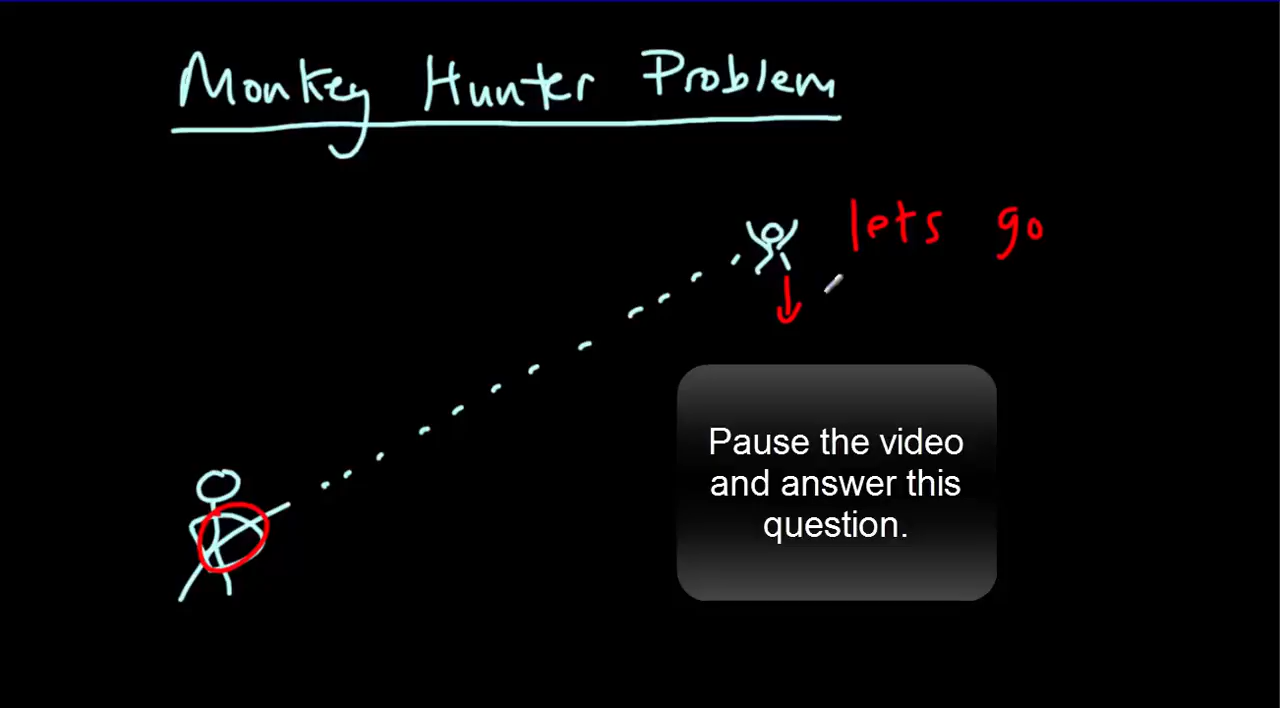 Monkey Hunter Problem
lets go
Pause the video
and answer this
question.